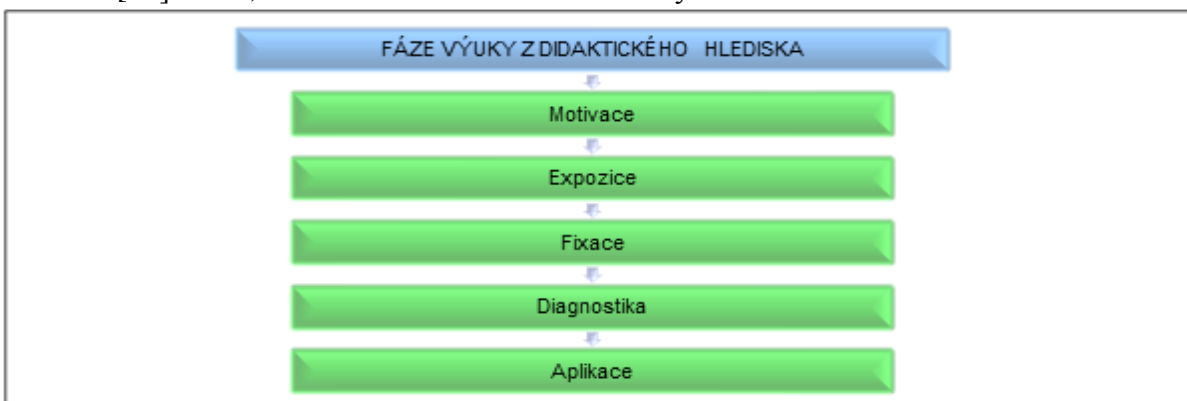 FÁZE VÝUKY Z DIDAKTICKÉHO HLEDISKA
Motivace
Expozice
Fixace
Diagnostika
Aplikace